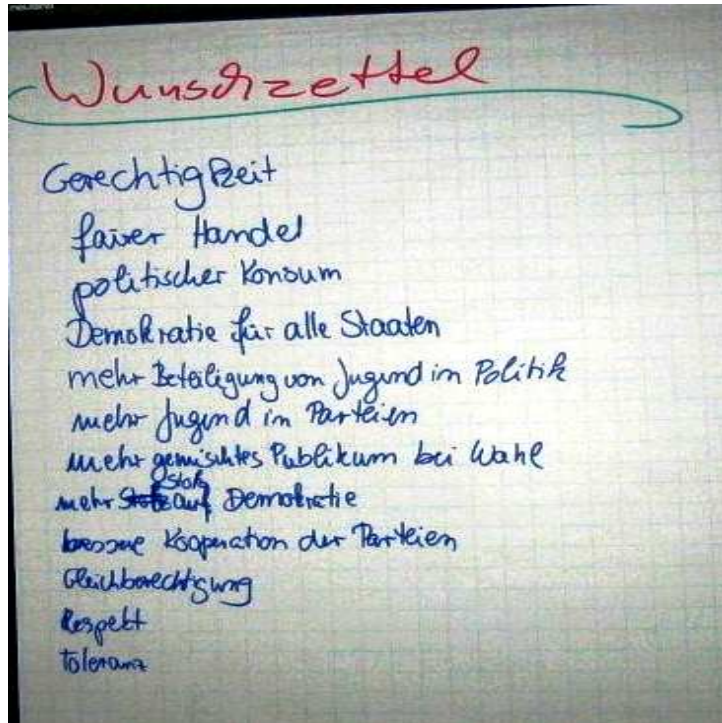 Wunschzettel
Gerechtigkeit
fairer Handel
politischer Konsum
Demokratie für alle Staaten
mehr Beteiligung von Jugend in Politik
mehr Jugend in Parteien
mehr gemischtes Publikum bei Wahl
mehr Stolz auf Demokratie
bessere Kooperation der Parteien
Gleichberechtigung
Respekt
Toleranz